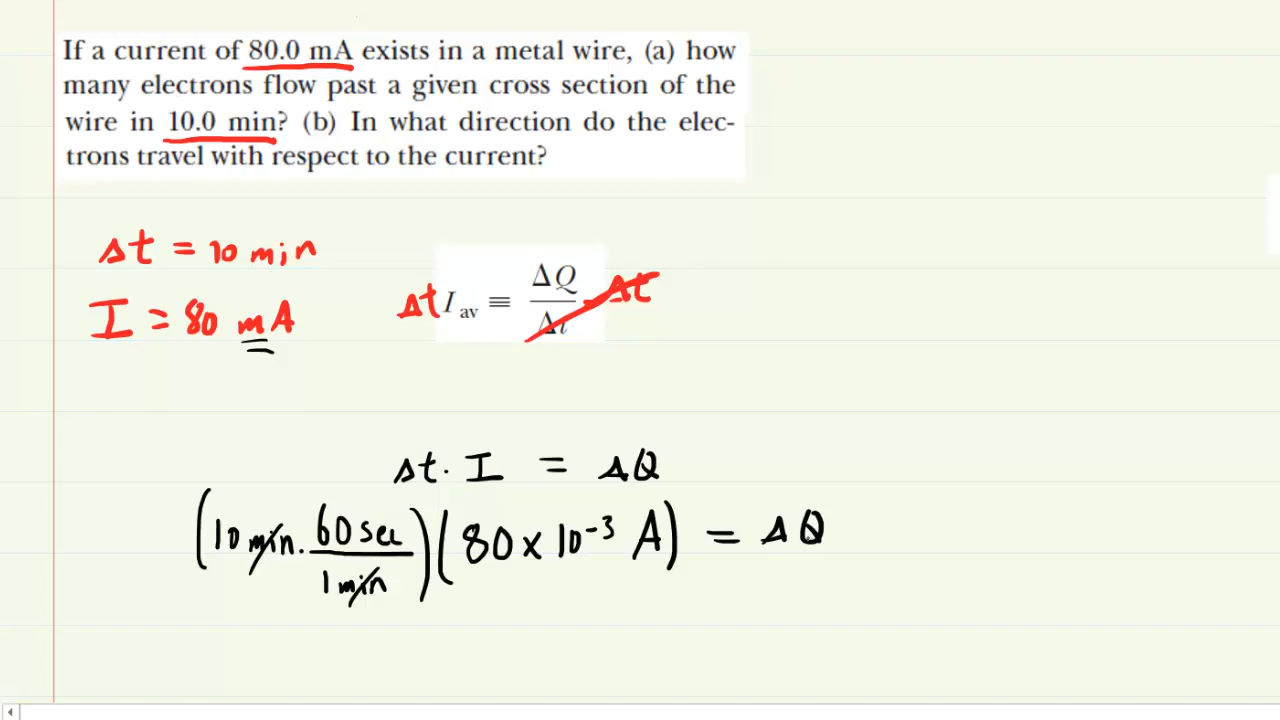 If a current of 80.0 mA exists in a metal wire, (a) how
many electrons flow past a given cross section of the
wire in 10.0 min? (b) In what direction do the elec-
trons travel with respect to the current?
Δt = 10 min
I = 80 mA
Δt I av ≡ ΔQ / Δt · Δt
Δt · I = ΔQ
(10 min · 60 sec / 1 min)(80 x 10⁻³ A) = ΔQ